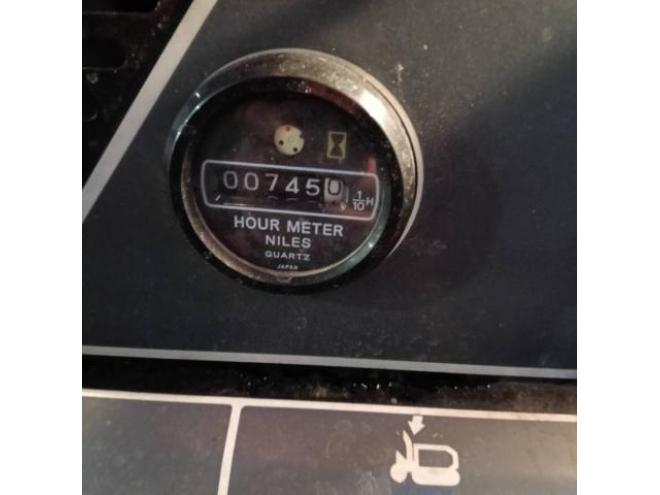 007450 1/10 H
HOUR METER
NILES
QUARTZ
JAPAN